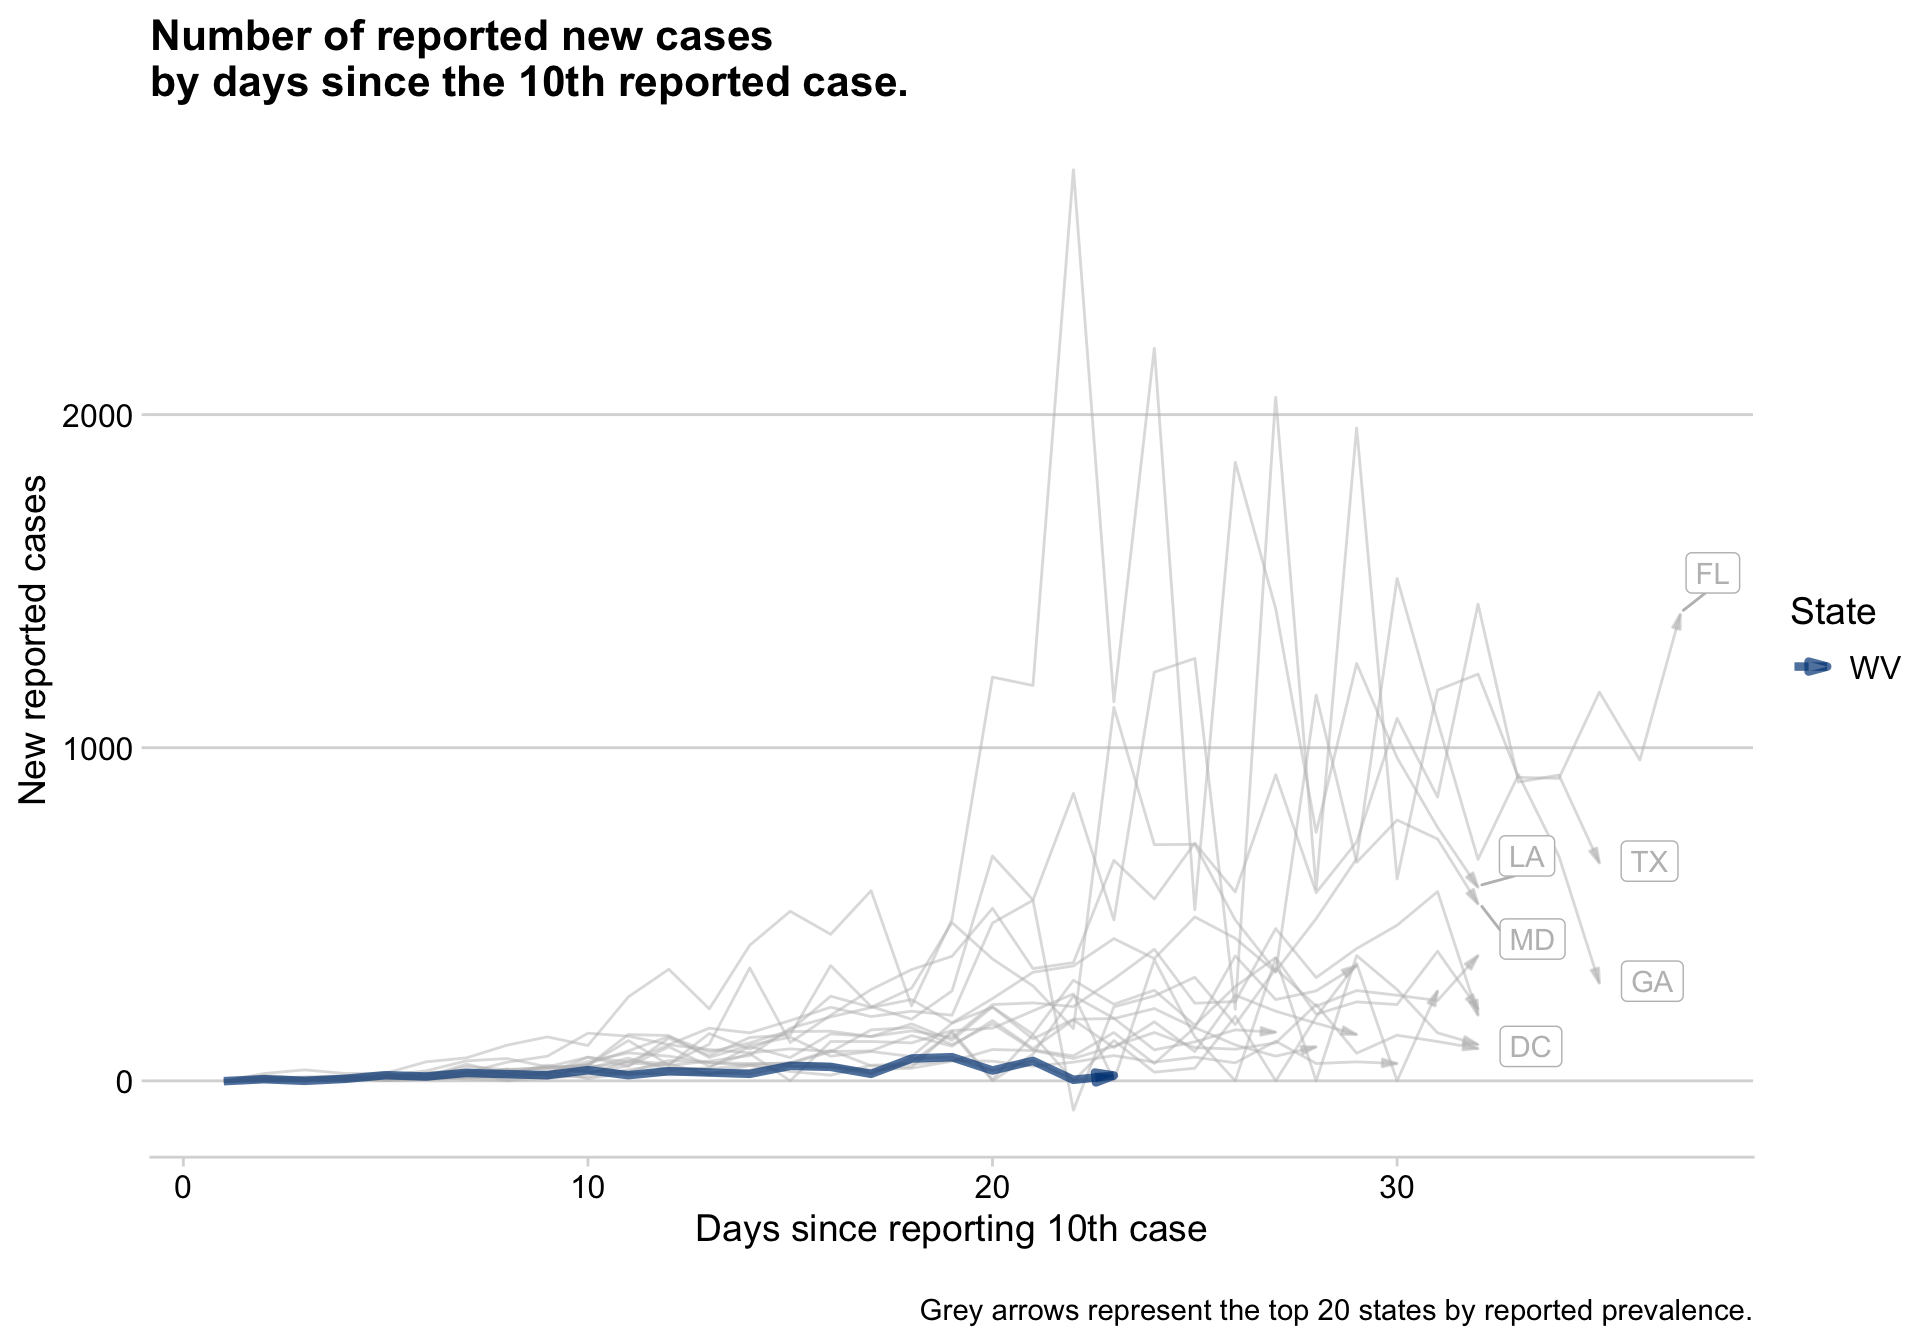 Number of reported new cases
by days since the 10th reported case.
New reported cases
2000
1000
0
0
10
20
30
Days since reporting 10th case
FL
LA
TX
MD
GA
DC
State
WV
Grey arrows represent the top 20 states by reported prevalence.